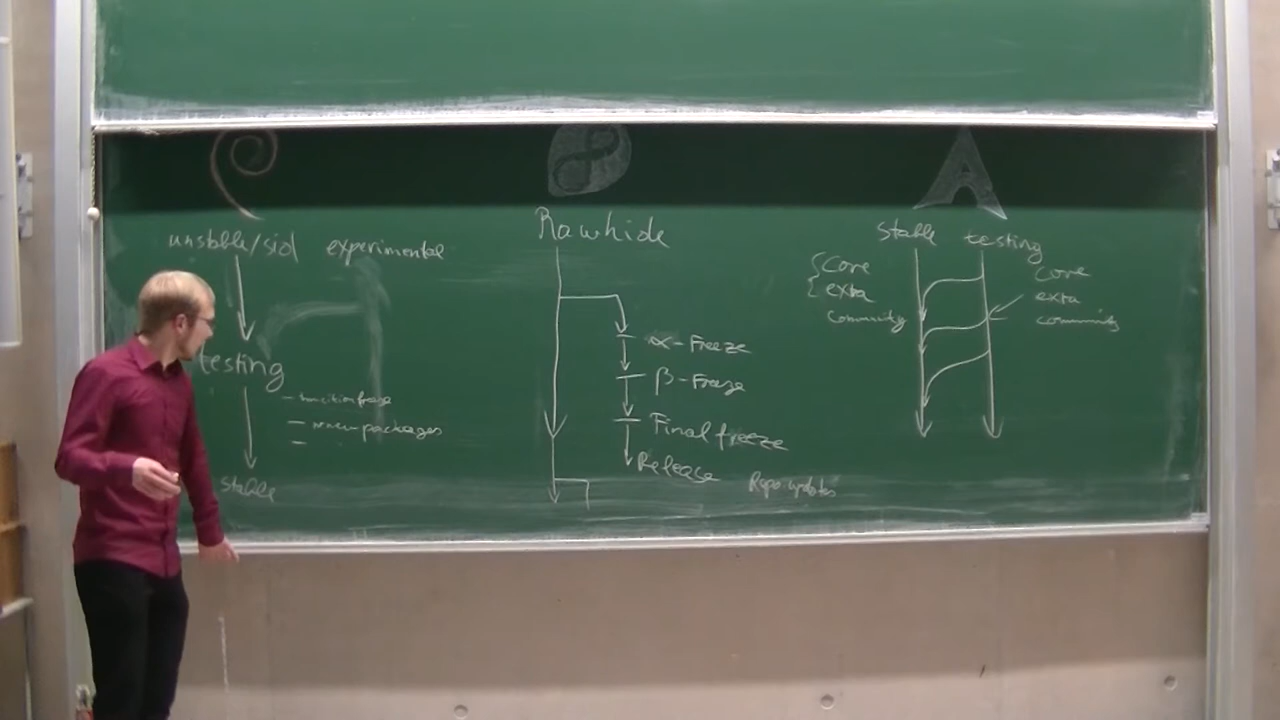 unstable/sid experimental
testing
- transition freeze
- new packages
-
stable
Rawhide
α-Freeze
β-Freeze
Final freeze
Release Repo updates
stable testing
{core
{extra
community
core
extra
community